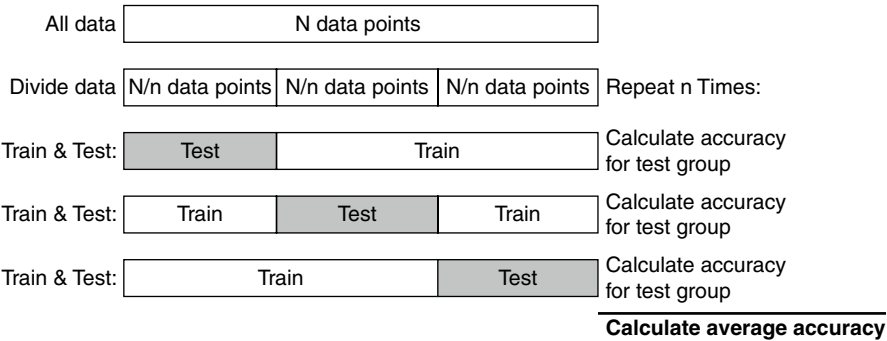 All data N data points
Divide data N/n data points N/n data points N/n data points Repeat n Times:
Train & Test: Test Train Calculate accuracy
for test group
Train & Test: Train Test Train Calculate accuracy
for test group
Train & Test: Train Test Calculate accuracy
for test group
Calculate average accuracy